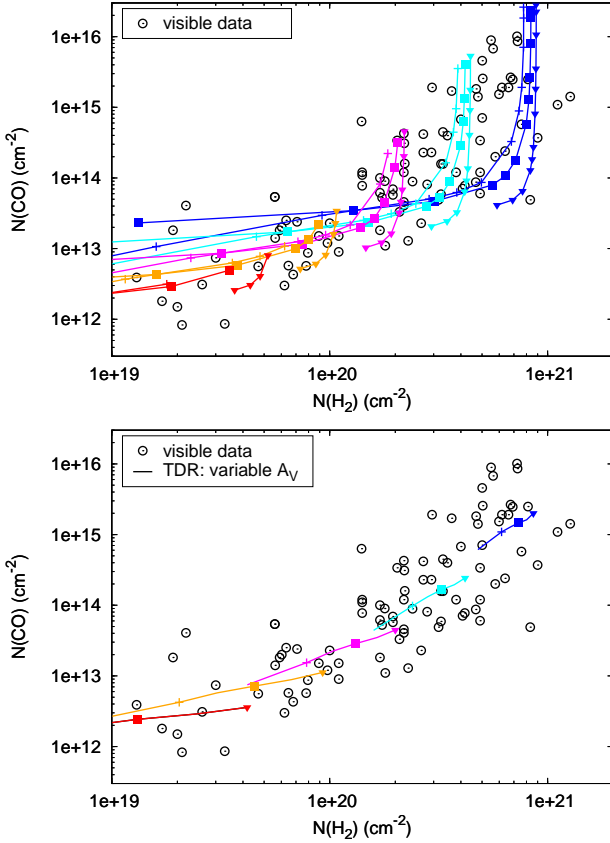 visible data
1e+16
1e+15
1e+14
1e+13
1e+12
N(CO) (cm-2)
1e+19 1e+20 1e+21
N(H2) (cm-2)
visible data
TDR: variable AV
1e+16
1e+15
1e+14
1e+13
1e+12
N(CO) (cm-2)
1e+19 1e+20 1e+21
N(H2) (cm-2)